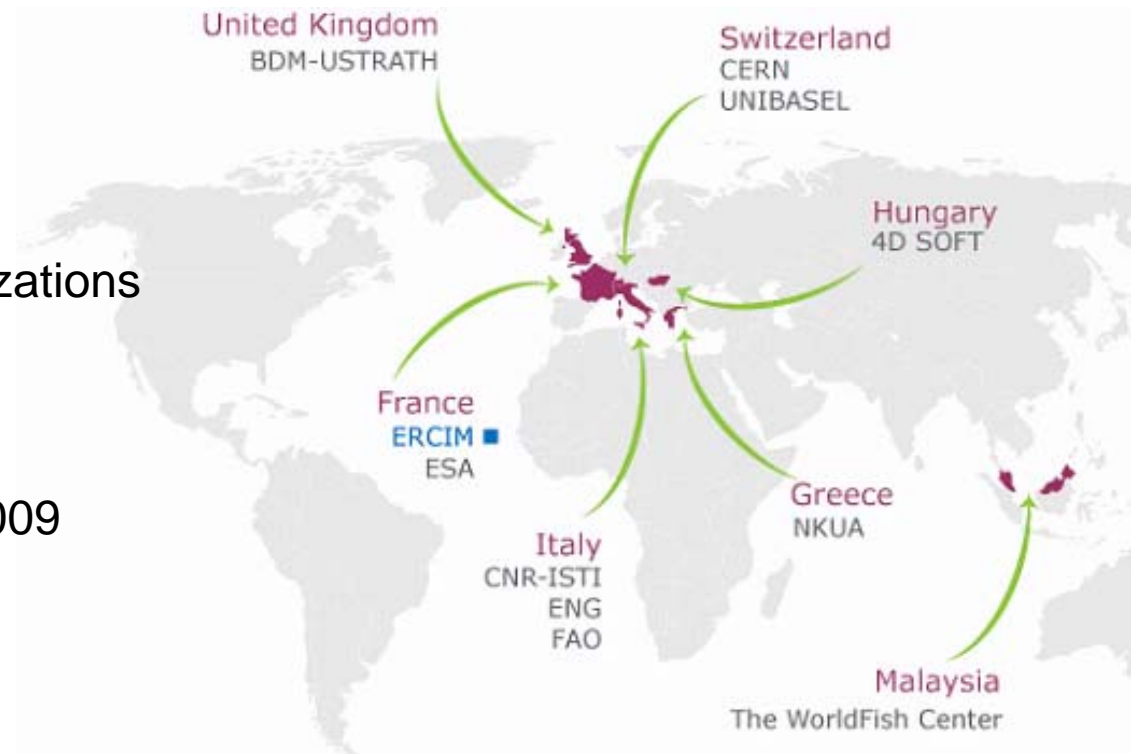 United Kingdom
BDM-USTRATH
Switzerland
CERN
UNIBASEL
Hungary
4D SOFT
zations
France
ERCIM
ESA
009
Greece
NKUA
Italy
CNR-ISTI
ENG
FAO
Malaysia
The WorldFish Center